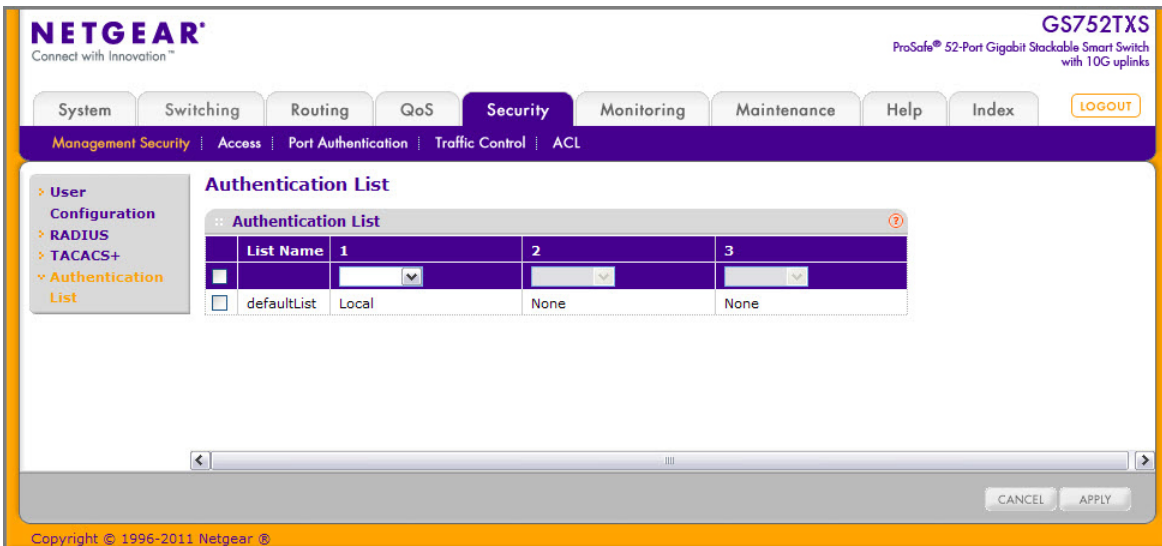 NETGEAR®
Connect with Innovation™
GS752TXS
ProSafe® 52-Port Gigabit Stackable Smart Switch
with 10G uplinks
System Switching Routing QoS Security Monitoring Maintenance Help Index LOGOUT
Management Security Access Port Authentication Traffic Control ACL
User
Configuration
RADIUS
TACACS+
Authentication
List
Authentication List
Authentication List ?
List Name 1 2 3
defaultList Local None None
CANCEL APPLY
Copyright © 1996-2011 Netgear ®